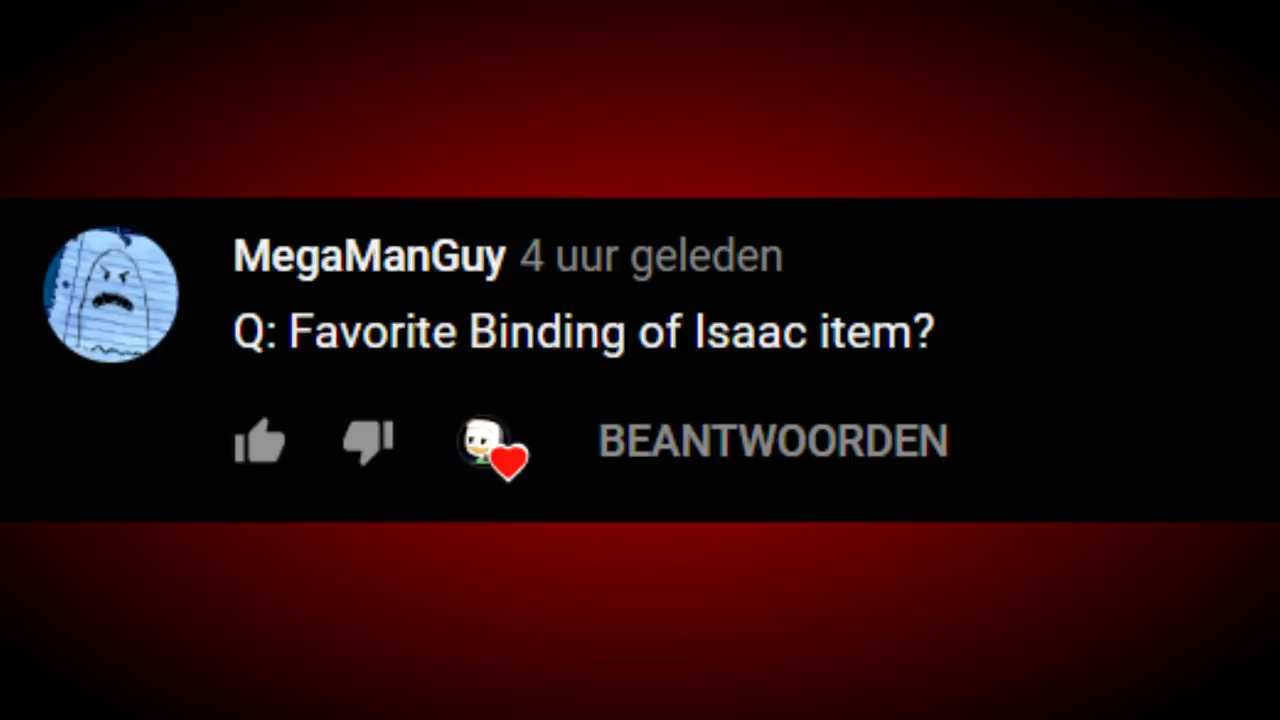 MegaManGuy 4 uur geleden
Q: Favorite Binding of Isaac item?
BEANTWOORDEN